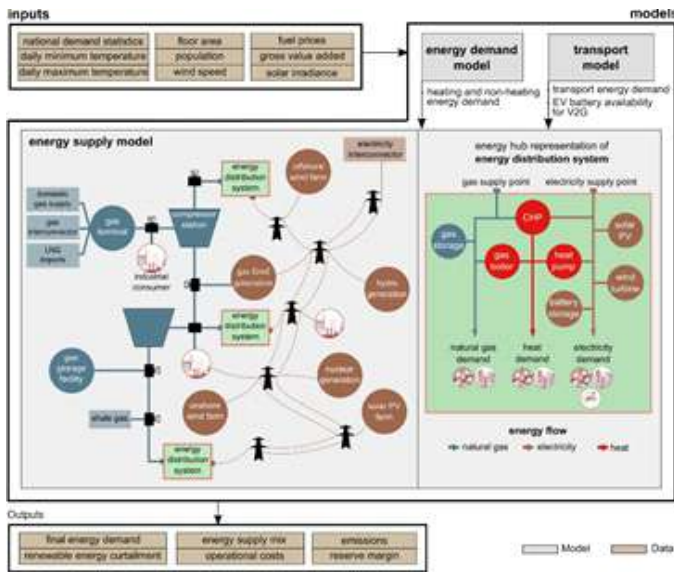 inputs
models
national demand statistics
floor area
fuel prices
daily minimum temperature
population
gross value added
daily maximum temperature
wind speed
solar irradiance
energy demand
model
transport
model
heating and non-heating
energy demand
transport energy demand
EV battery availability
for V2G
energy supply model
electricity
interconnector
energy
distribution
system
offshore
wind farm
domestic
gas supply
gas
interconnector
LNG
imports
gas
terminal
compressor
station
industrial
consumer
gas fired
generation
hydro
generation
energy
distribution
system
gas
storage
facility
nuclear
generation
onshore
wind farm
solar PV
farm
shale gas
energy
distribution
system
energy hub representation of
energy distribution system
gas supply point
electricity supply point
CHP
gas
storage
solar
PV
gas
boiler
heat
pump
wind
turbine
battery
storage
natural gas
demand
heat
demand
electricity
demand
energy flow
natural gas
electricity
heat
Outputs
final energy demand
energy supply mix
emissions
renewable energy curtailment
operational costs
reserve margin
Model
Data